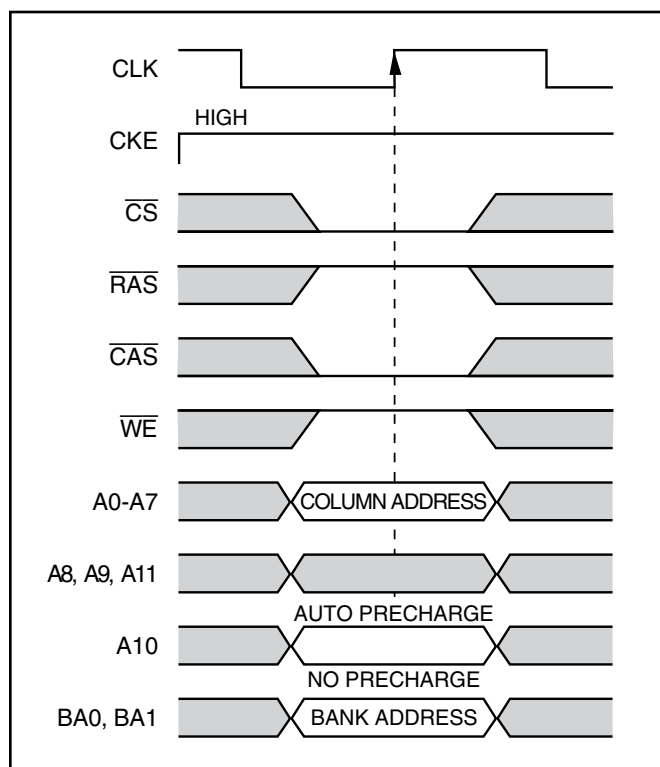 CLK
HIGH
CKE
CS
RAS
CAS
WE
A0-A7 COLUMN ADDRESS
A8, A9, A11
AUTO PRECHARGE
A10
NO PRECHARGE
BA0, BA1 BANK ADDRESS